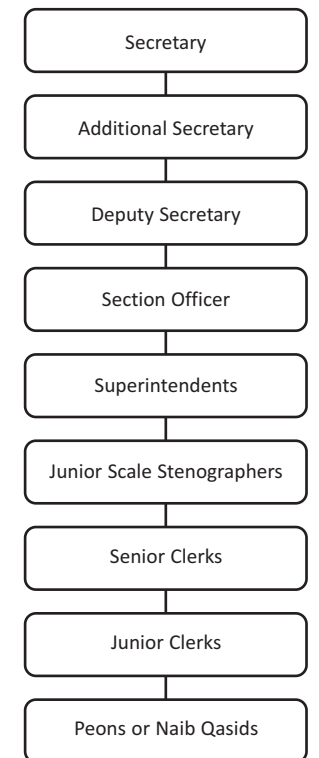 Secretary
Additional Secretary
Deputy Secretary
Section Officer
Superintendents
Junior Scale Stenographers
Senior Clerks
Junior Clerks
Peons or Naib Qasids